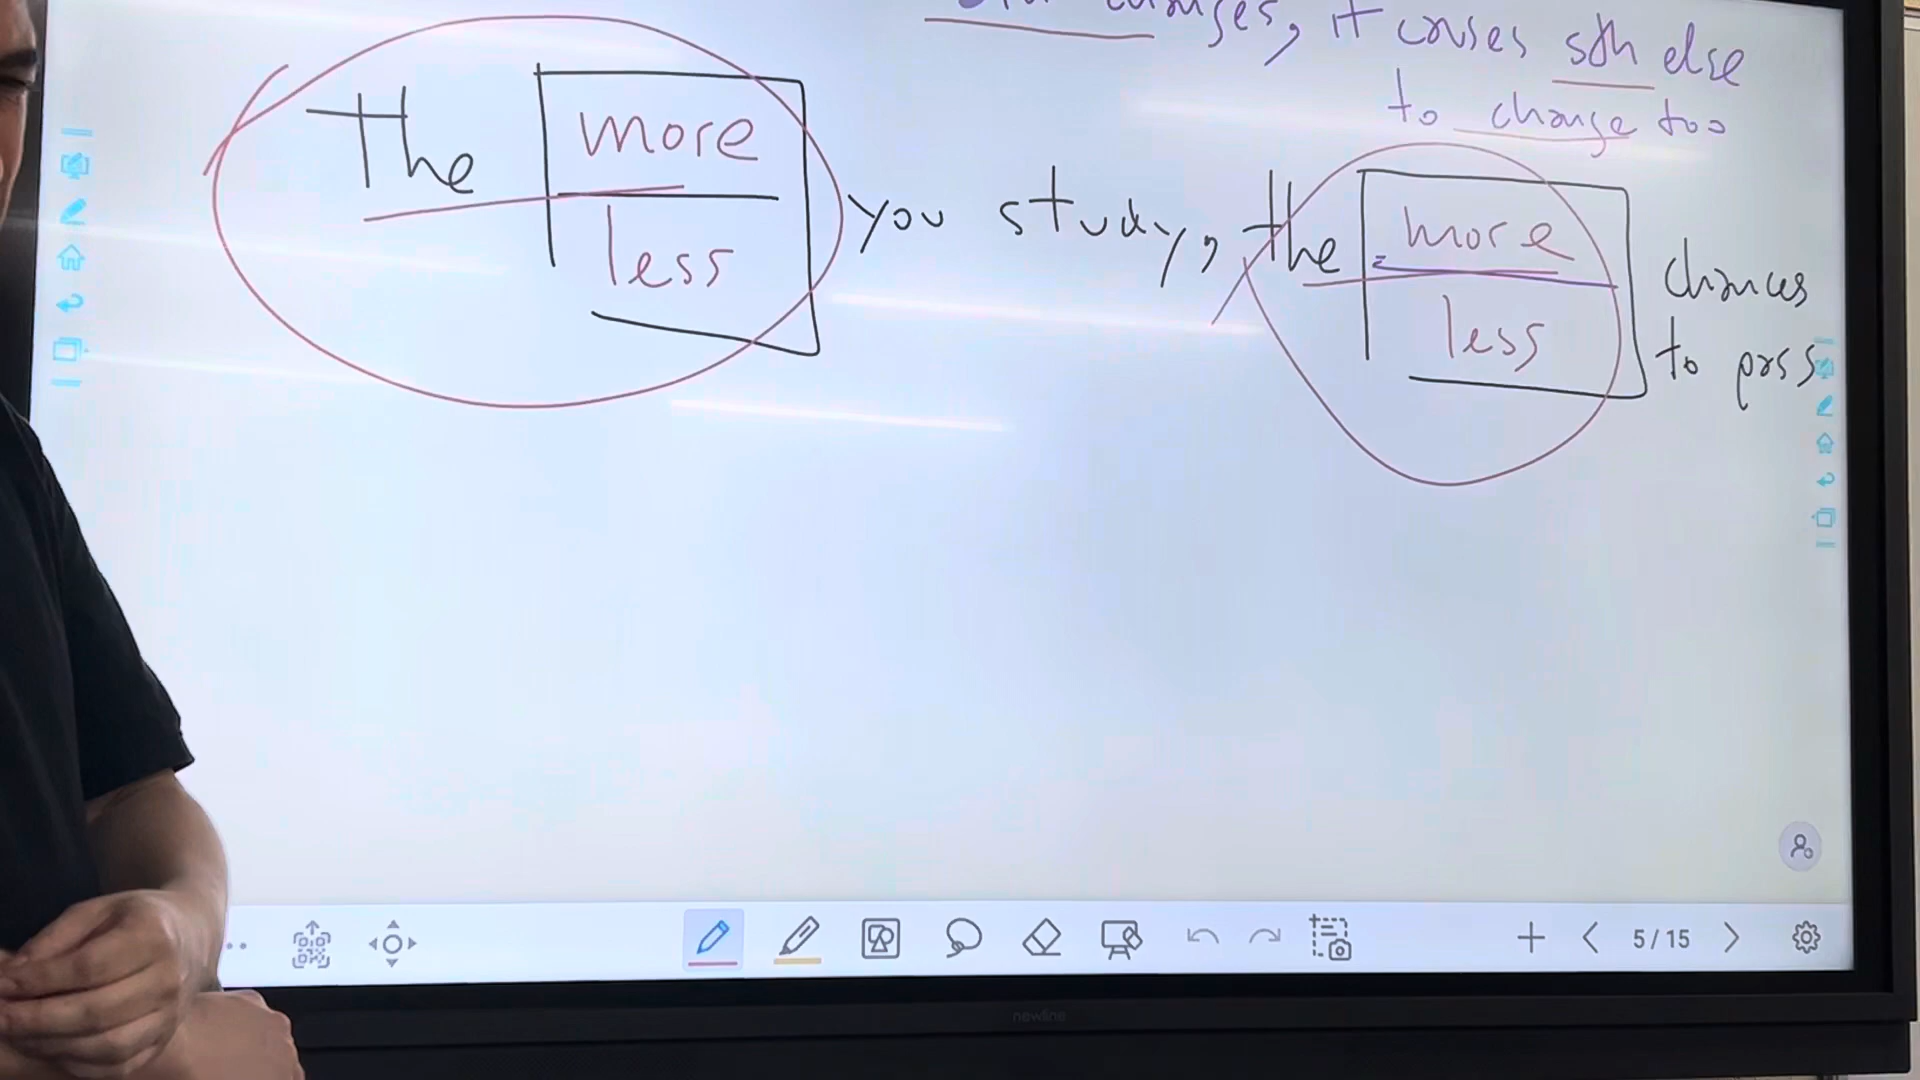 changes, it causes sth else
to change too
The more you study, the more chances
less less to pass
5/15
newline